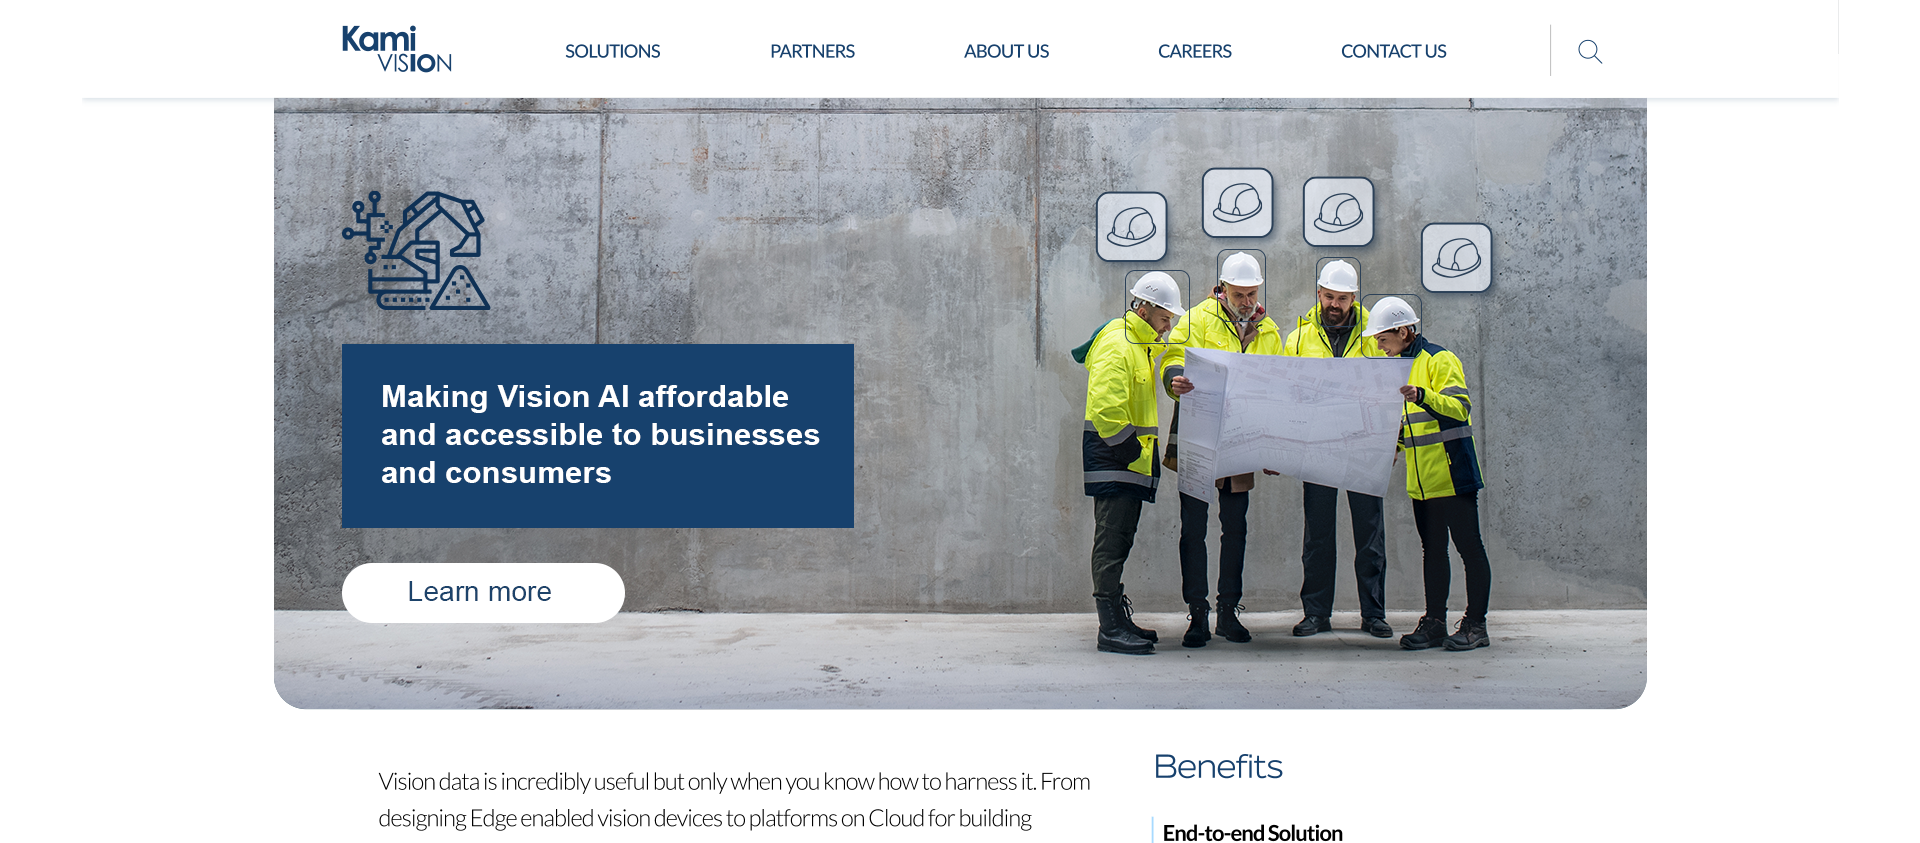 Kami
VISION
SOLUTIONS
PARTNERS
ABOUT US
CAREERS
CONTACT US
Making Vision AI affordable
and accessible to businesses
and consumers
Learn more
Vision data is incredibly useful but only when you know how to harness it. From
designing Edge enabled vision devices to platforms on Cloud for building
Benefits
End-to-end Solution